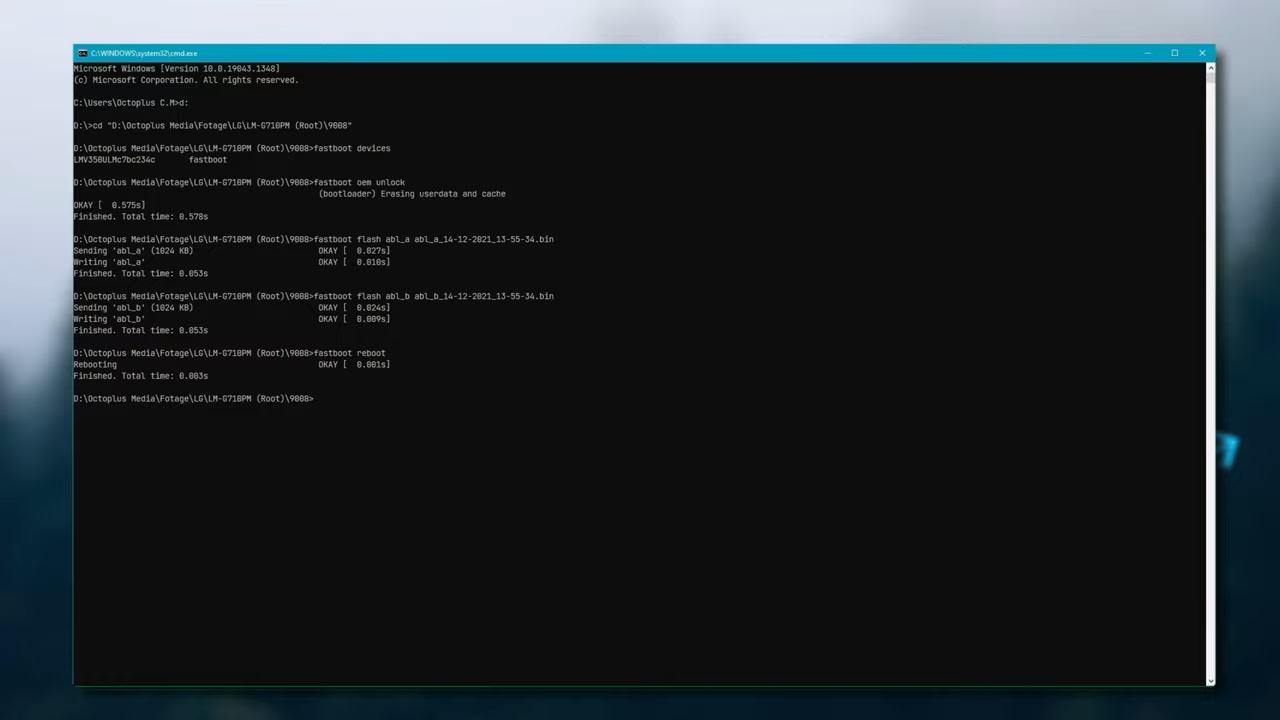 C:\WINDOWS\system32\cmd.exe
Microsoft Windows [Version 10.0.19043.1348]
(c) Microsoft Corporation. All rights reserved.
C:\Users\Octoplus C.M>d:
D:\>cd "D:\Octoplus Media\Fotage\LG\LM-G710PM (Root)\9008"
D:\Octoplus Media\Fotage\LG\LM-G710PM (Root)\9008>fastboot devices
LMV350ULMc7bc234c fastboot
D:\Octoplus Media\Fotage\LG\LM-G710PM (Root)\9008>fastboot oem unlock
(bootloader) Erasing userdata and cache
OKAY [ 0.575s]
Finished. Total time: 0.578s
D:\Octoplus Media\Fotage\LG\LM-G710PM (Root)\9008>fastboot flash abl_a abl_a_14-12-2021_13-55-34.bin
Sending 'abl_a' (1024 KB) OKAY [ 0.027s]
Writing 'abl_a' OKAY [ 0.010s]
Finished. Total time: 0.053s
D:\Octoplus Media\Fotage\LG\LM-G710PM (Root)\9008>fastboot flash abl_b abl_b_14-12-2021_13-55-34.bin
Sending 'abl_b' (1024 KB) OKAY [ 0.024s]
Writing 'abl_b' OKAY [ 0.009s]
Finished. Total time: 0.053s
D:\Octoplus Media\Fotage\LG\LM-G710PM (Root)\9008>fastboot reboot
Rebooting OKAY [ 0.001s]
Finished. Total time: 0.003s
D:\Octoplus Media\Fotage\LG\LM-G710PM (Root)\9008>